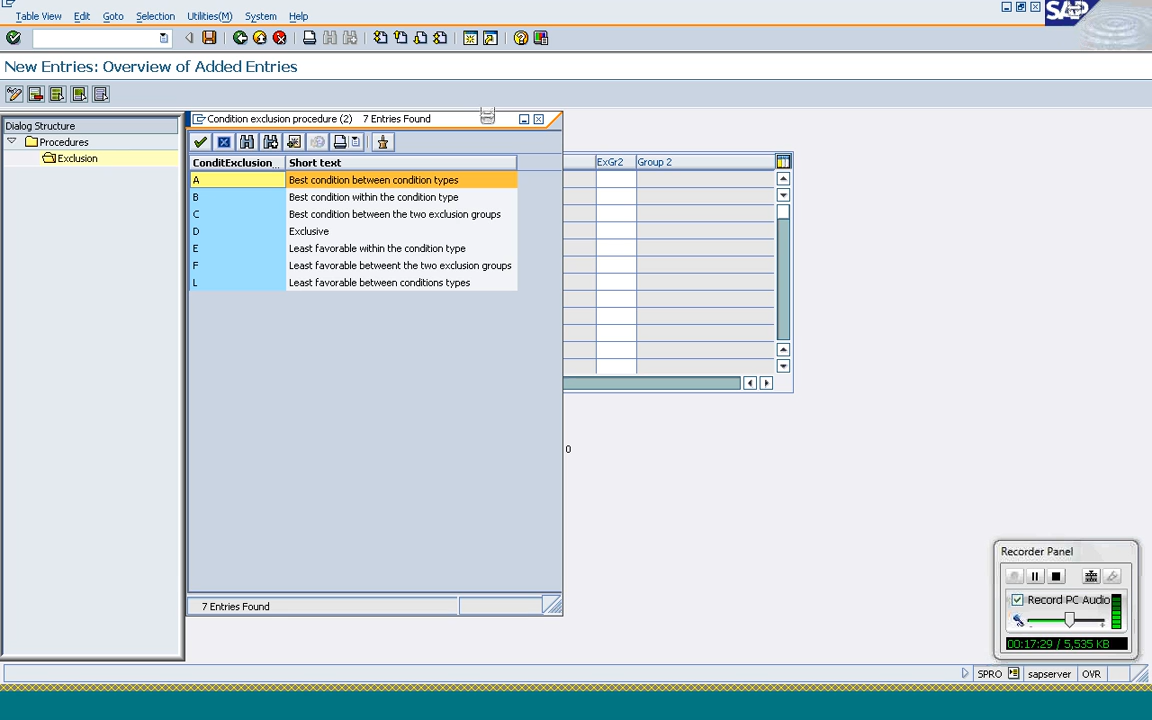 Table View Edit Goto Selection Utilities(M) System Help
SAP
New Entries: Overview of Added Entries
Dialog Structure
Procedures
Exclusion
Condition exclusion procedure (2) 7 Entries Found
ConditExclusion... Short text
A Best condition between condition types
B Best condition within the condition type
C Best condition between the two exclusion groups
D Exclusive
E Least favorable within the condition type
F Least favorable betweent the two exclusion groups
L Least favorable between conditions types
7 Entries Found
ExGr2 Group 2
0
Recorder Panel
Record PC Audio
00:17:29 / 5,535 KB
SPRO sapserver OVR